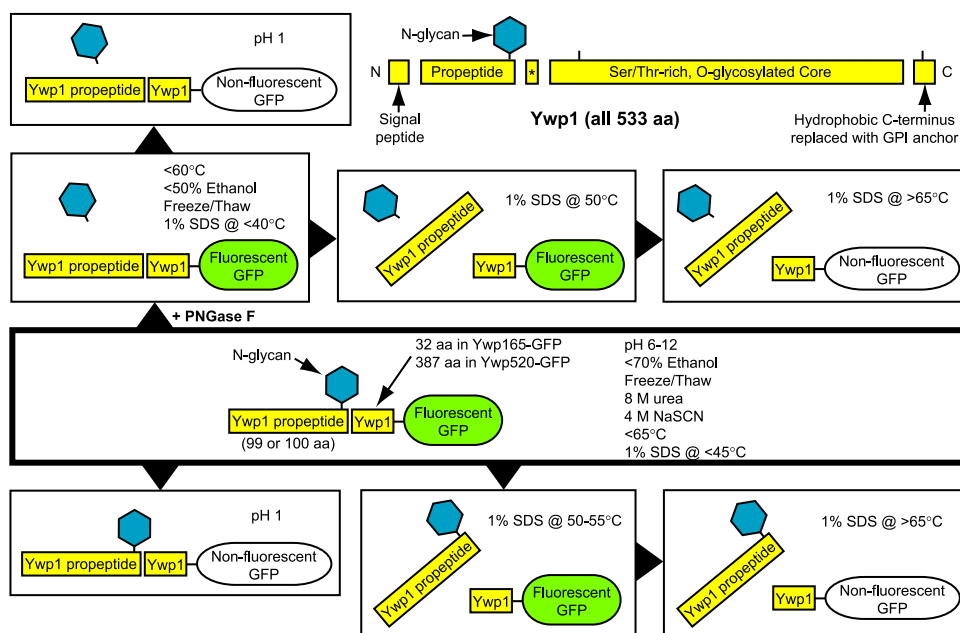 pH 1
Ywp1 propeptide
Ywp1
Non-fluorescent
GFP
N-glycan
N
Propeptide
*
Ser/Thr-rich, O-glycosylated Core
C
Signal
peptide
Ywp1 (all 533 aa)
Hydrophobic C-terminus
replaced with GPI anchor
<60°C
<50% Ethanol
Freeze/Thaw
1% SDS @ <40°C
Ywp1 propeptide
Ywp1
Fluorescent
GFP
1% SDS @ 50°C
Ywp1 propeptide
Ywp1
Fluorescent
GFP
1% SDS @ >65°C
Ywp1 propeptide
Ywp1
Non-fluorescent
GFP
+ PNGase F
N-glycan
32 aa in Ywp165-GFP
387 aa in Ywp520-GFP
Ywp1 propeptide
Ywp1
Fluorescent
GFP
(99 or 100 aa)
pH 6-12
<70% Ethanol
Freeze/Thaw
8 M urea
4 M NaSCN
<65°C
1% SDS @ <45°C
pH 1
Ywp1 propeptide
Ywp1
Non-fluorescent
GFP
1% SDS @ 50-55°C
Ywp1 propeptide
Ywp1
Fluorescent
GFP
1% SDS @ >65°C
Ywp1 propeptide
Ywp1
Non-fluorescent
GFP